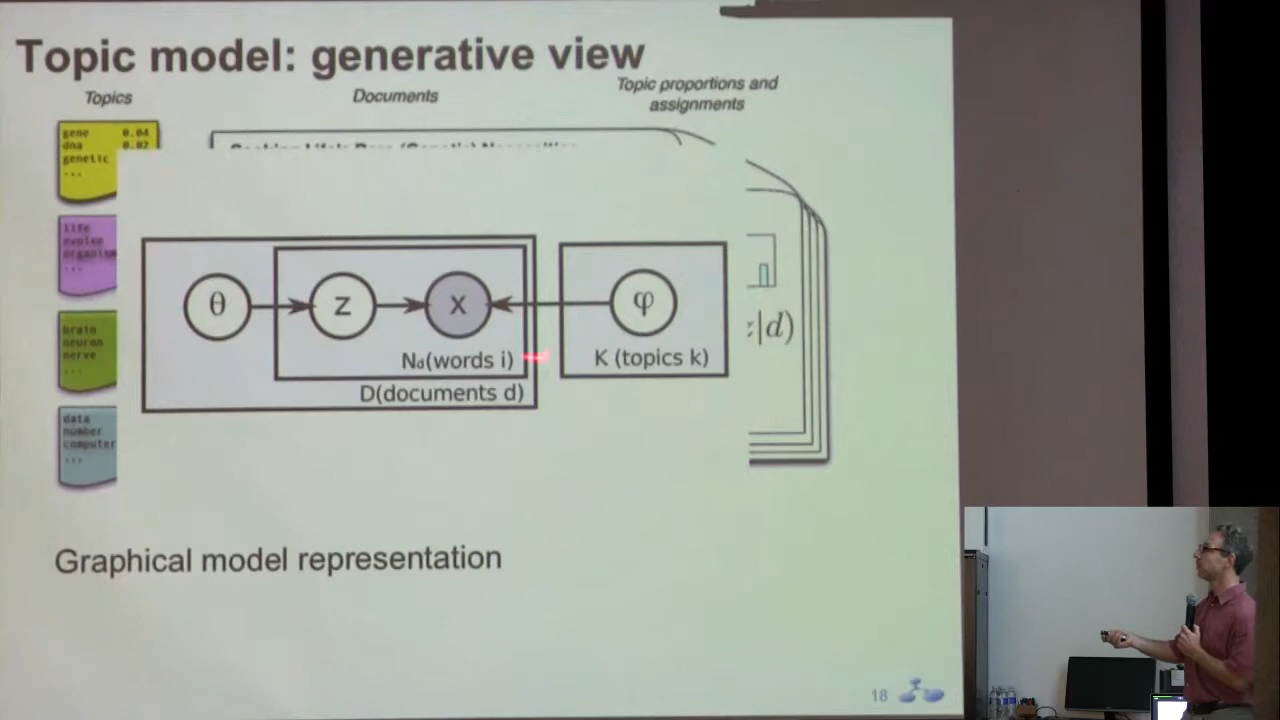 Topic model: generative view
Topics
Documents
Topic proportions and
assignments
gene 0.04
dna 0.02
genetic
...
life
evolve
organism
...
brain
neuron
nerve
...
data
number
computer
...
θ
z
x
φ
N_d(words i)
D(documents d)
K (topics k)
|d)
Graphical model representation
18